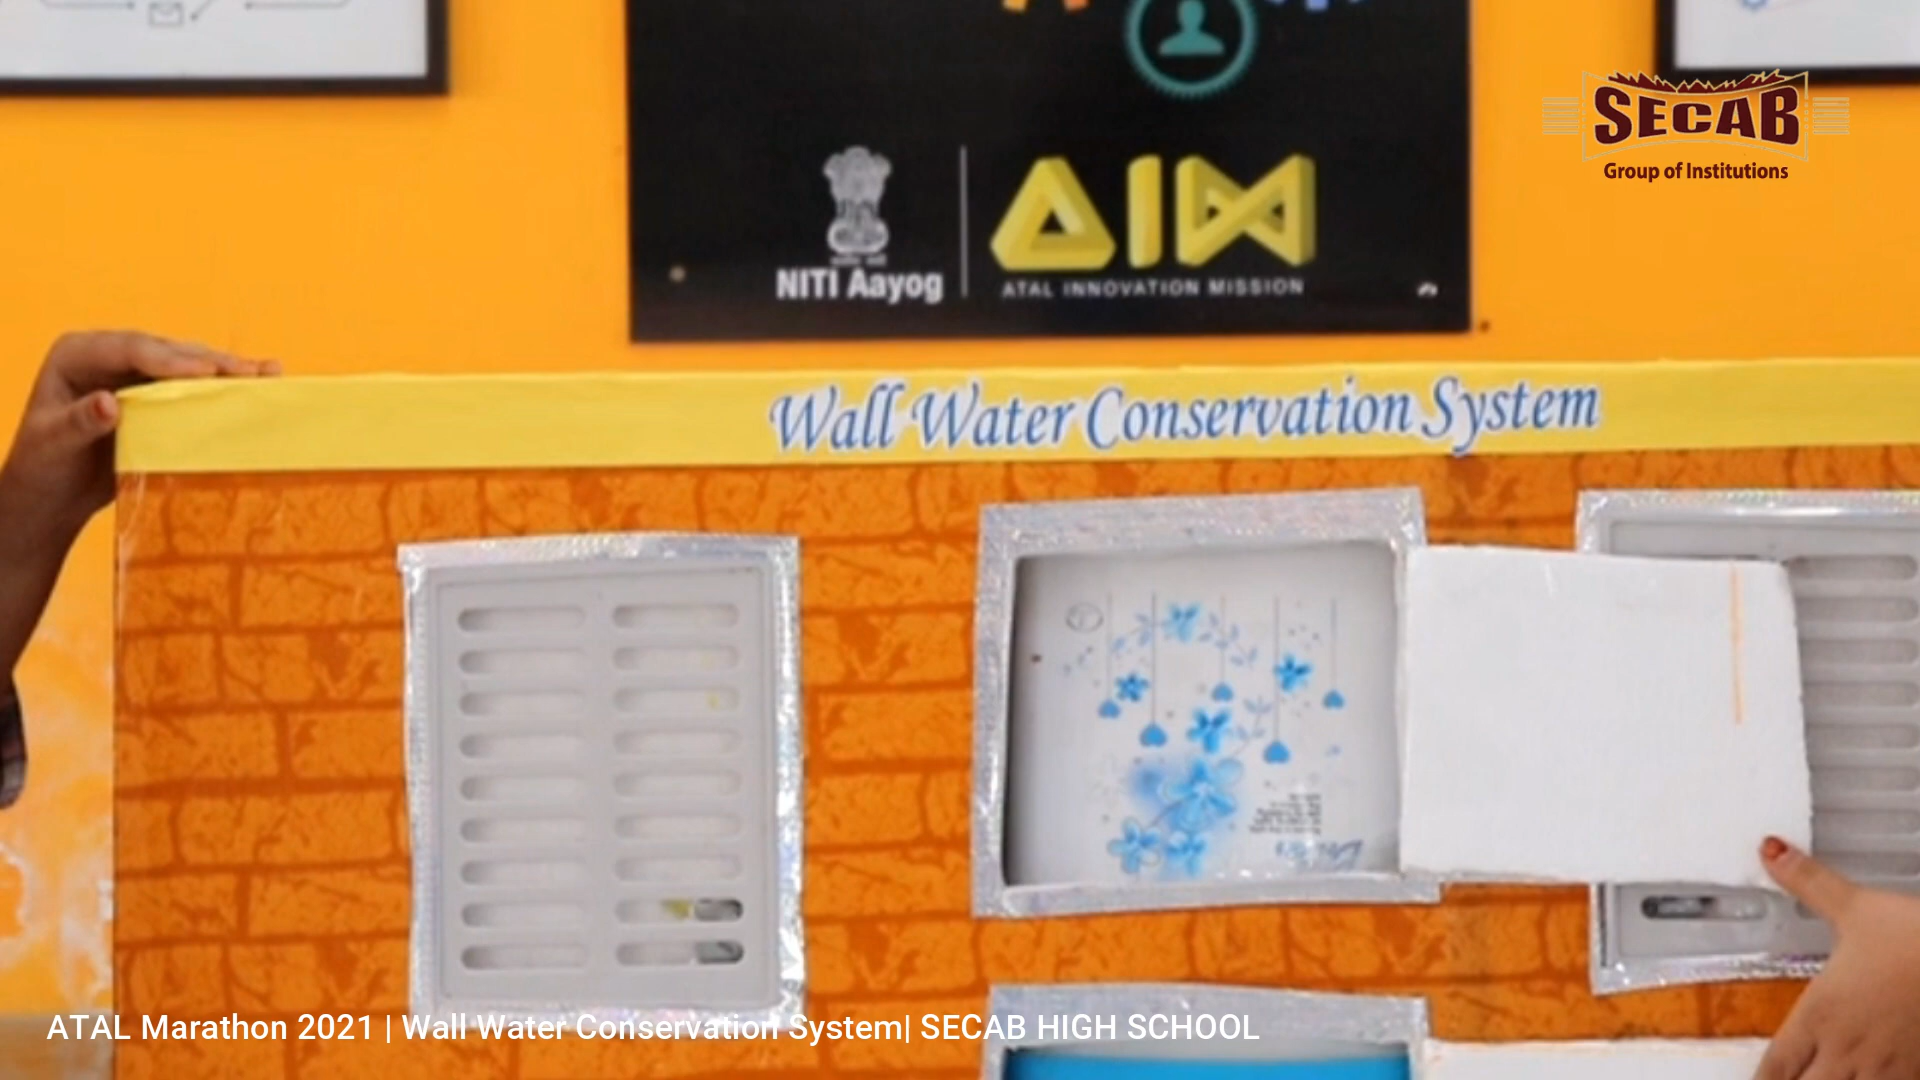 SECAB
Group of Institutions
NITI Aayog
AIM
ATAL INNOVATION MISSION
Wall Water Conservation System
ATAL Marathon 2021 | Wall Water Conservation System| SECAB HIGH SCHOOL